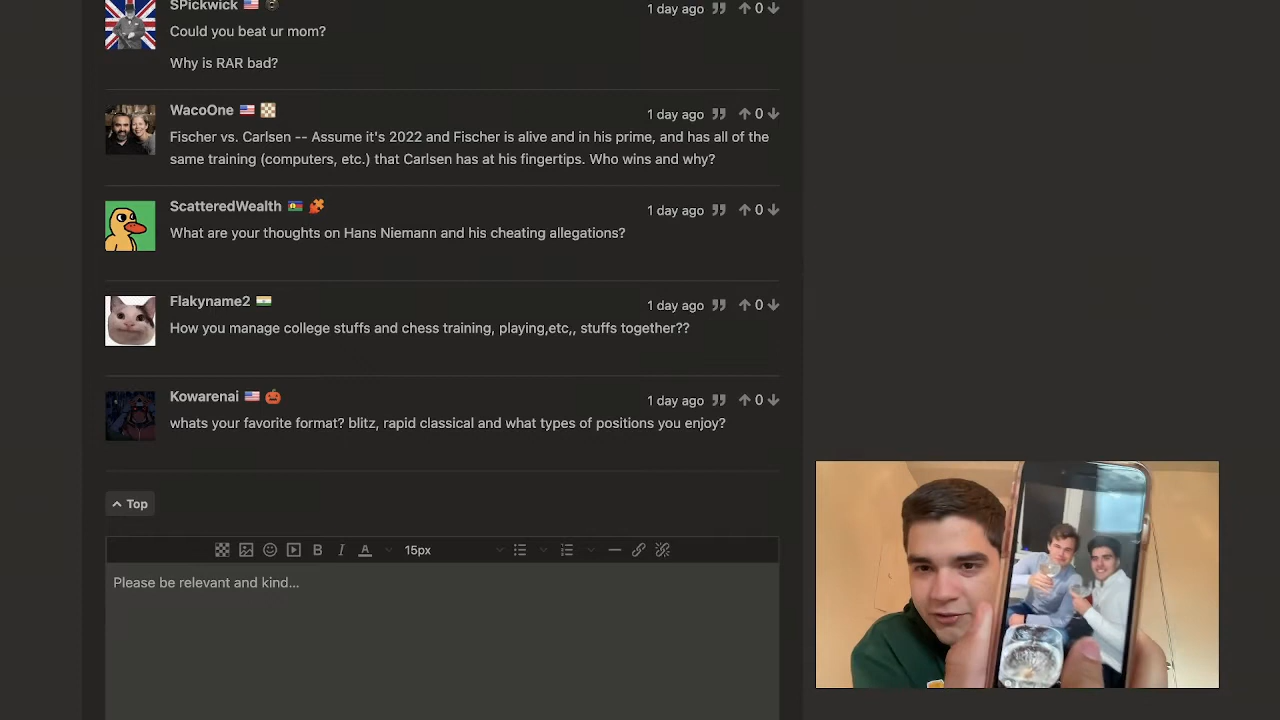 SPickwick
1 day ago
0
Could you beat ur mom?
Why is RAR bad?
WacoOne
1 day ago
0
Fischer vs. Carlsen -- Assume it's 2022 and Fischer is alive and in his prime, and has all of the
same training (computers, etc.) that Carlsen has at his fingertips. Who wins and why?
ScatteredWealth
1 day ago
0
What are your thoughts on Hans Niemann and his cheating allegations?
Flakyname2
1 day ago
0
How you manage college stuffs and chess training, playing,etc,, stuffs together??
Kowarenai
1 day ago
0
whats your favorite format? blitz, rapid classical and what types of positions you enjoy?
Top
B I A 15px
Please be relevant and kind...